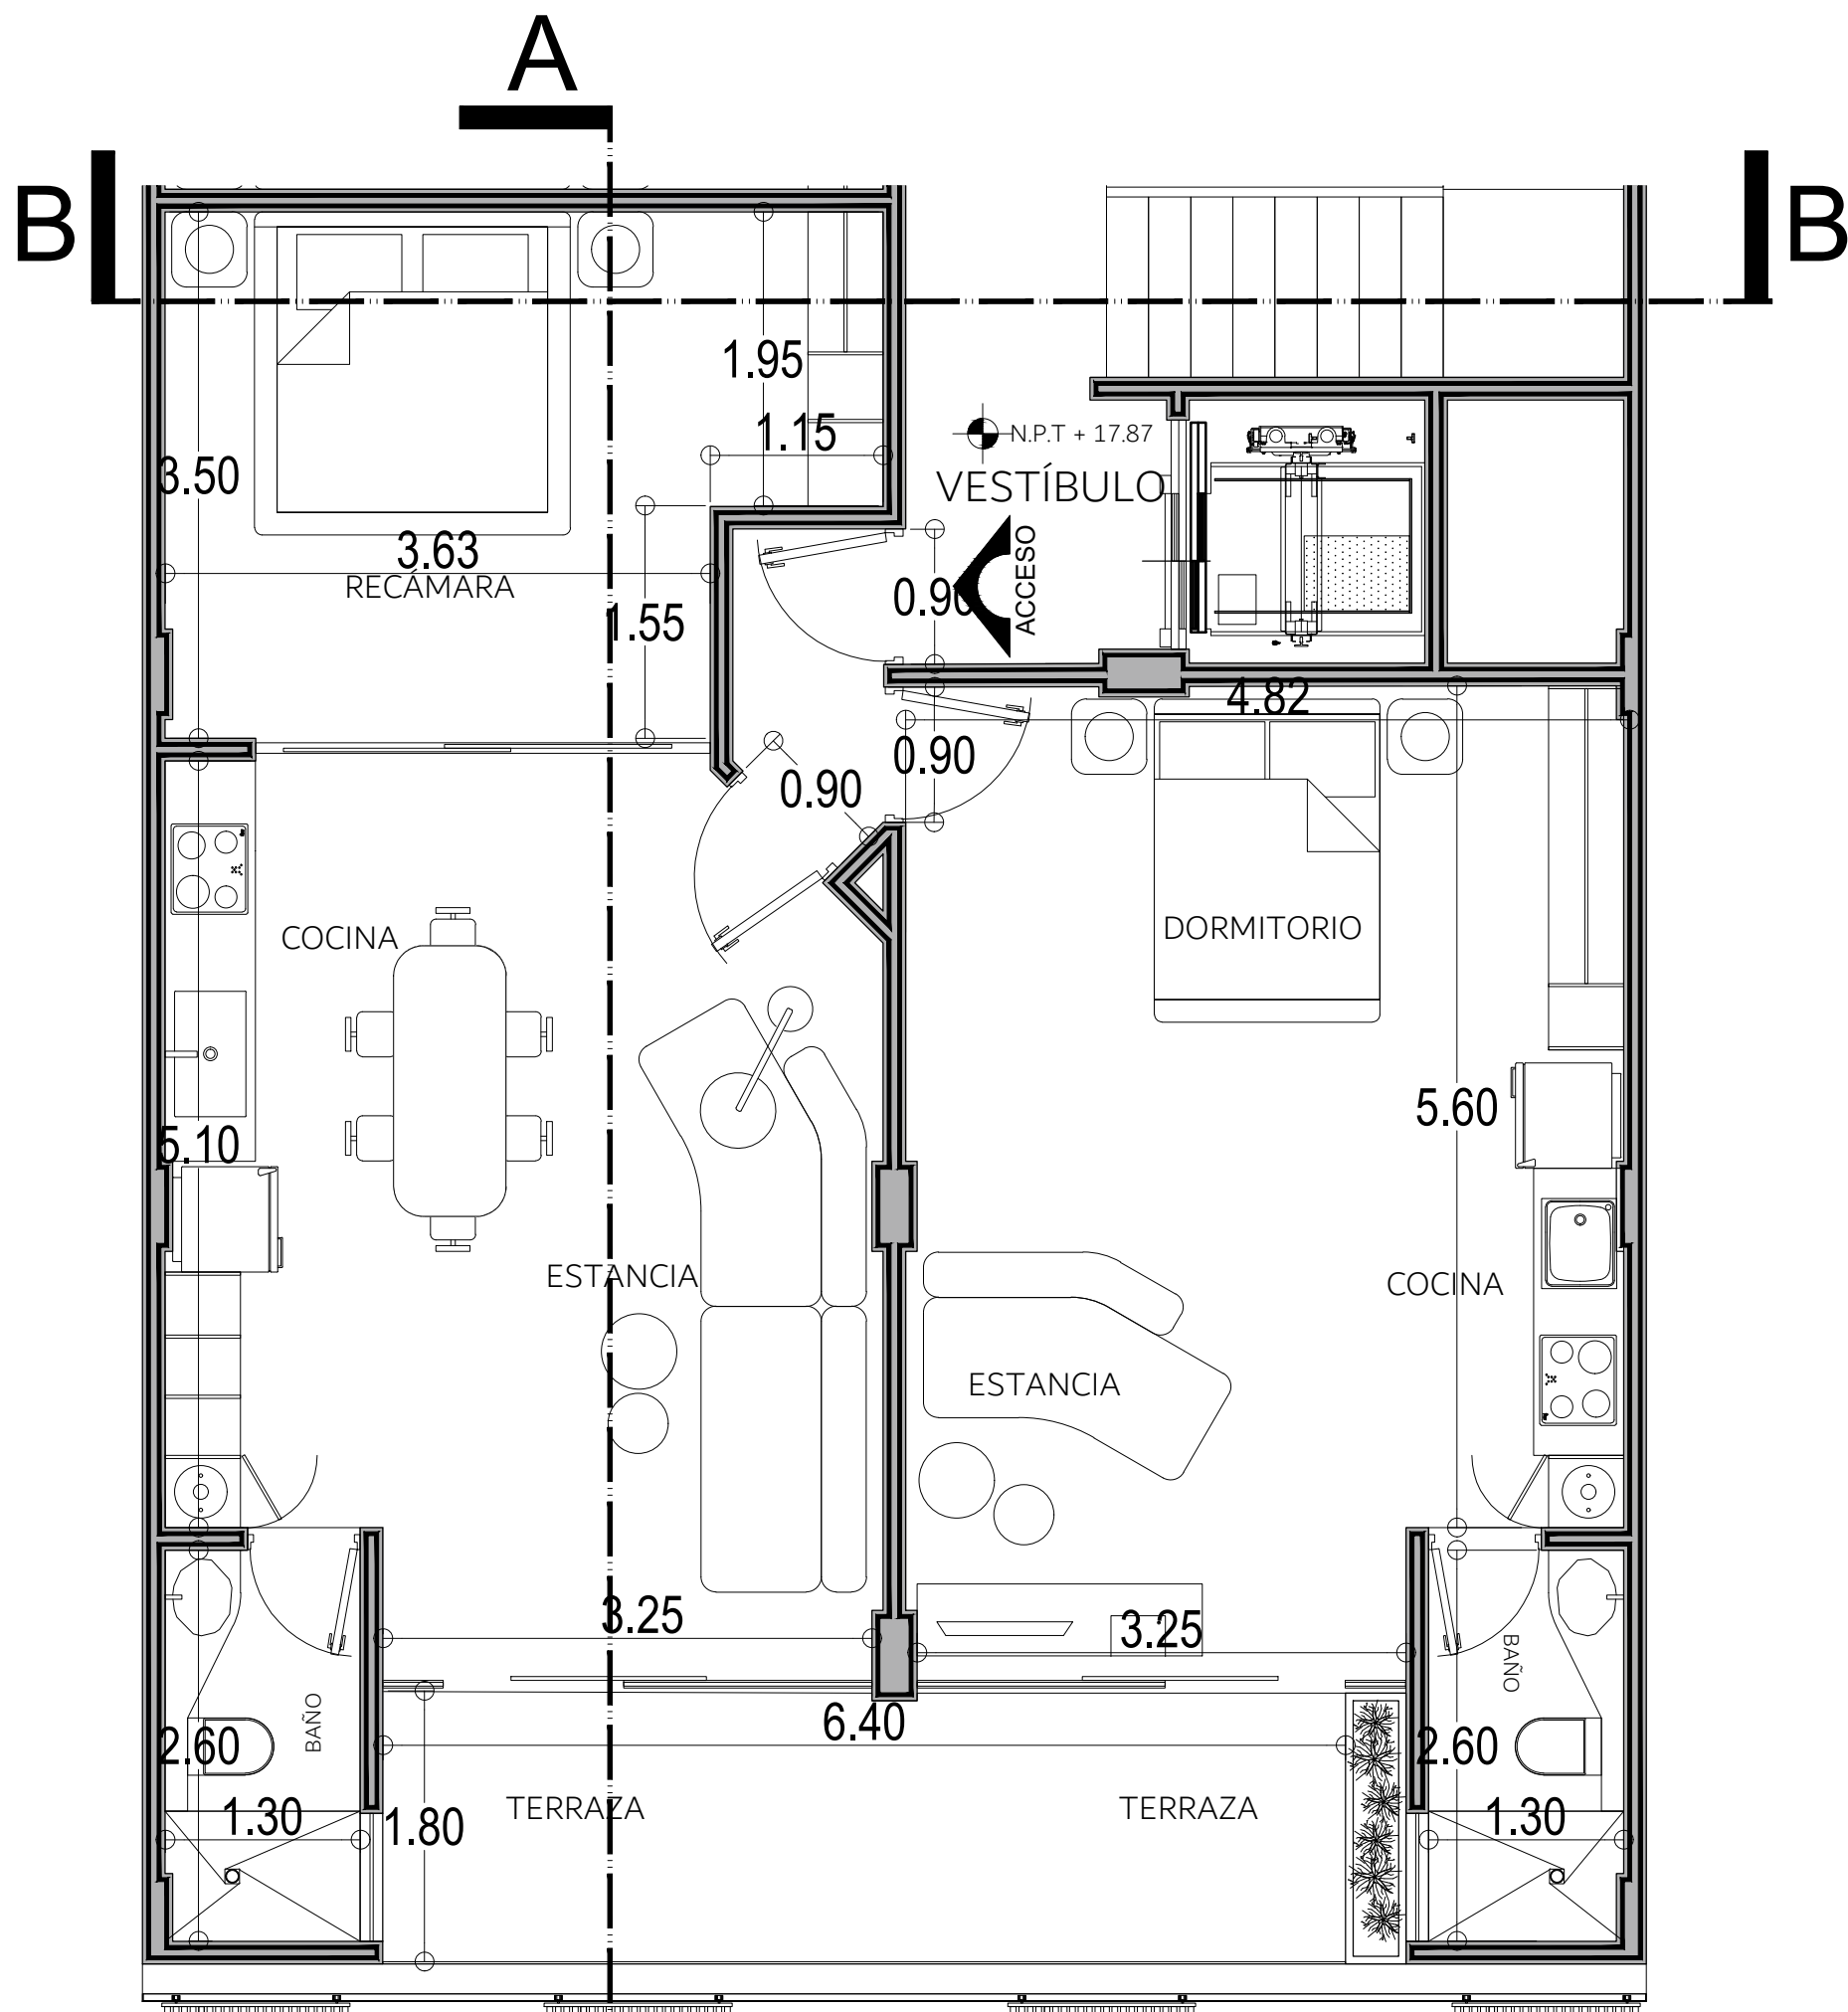 A
B
B
1.95
1.15
N.P.T + 17.87
VESTÍBULO
3.50
3.63
RECÁMARA
1.55
0.90
ACCESO
4.82
0.90
0.90
COCINA
DORMITORIO
5.10
5.60
ESTANCIA
COCINA
ESTANCIA
3.25
3.25
BAÑO
BAÑO
6.40
2.60
2.60
1.30
1.80
TERRAZA
TERRAZA
1.30